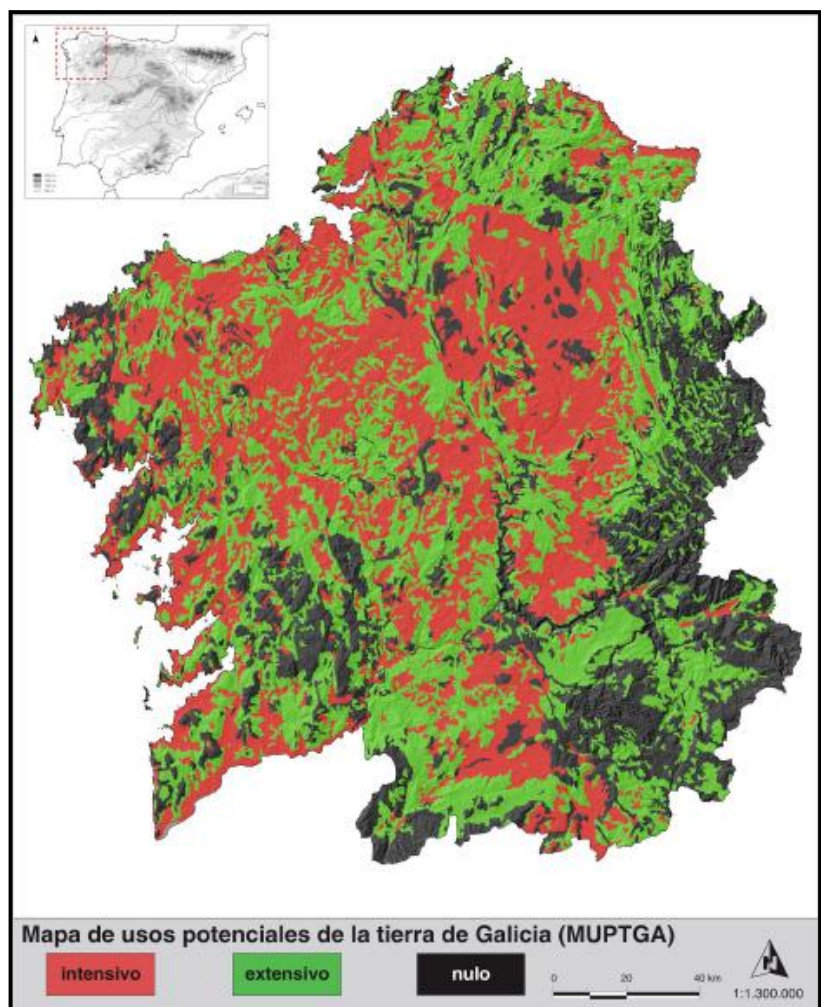 Mapa de usos potenciales de la tierra de Galicia (MUPTGA)
intensivo
extensivo
nulo
0 20 40 km
1:1.300.000